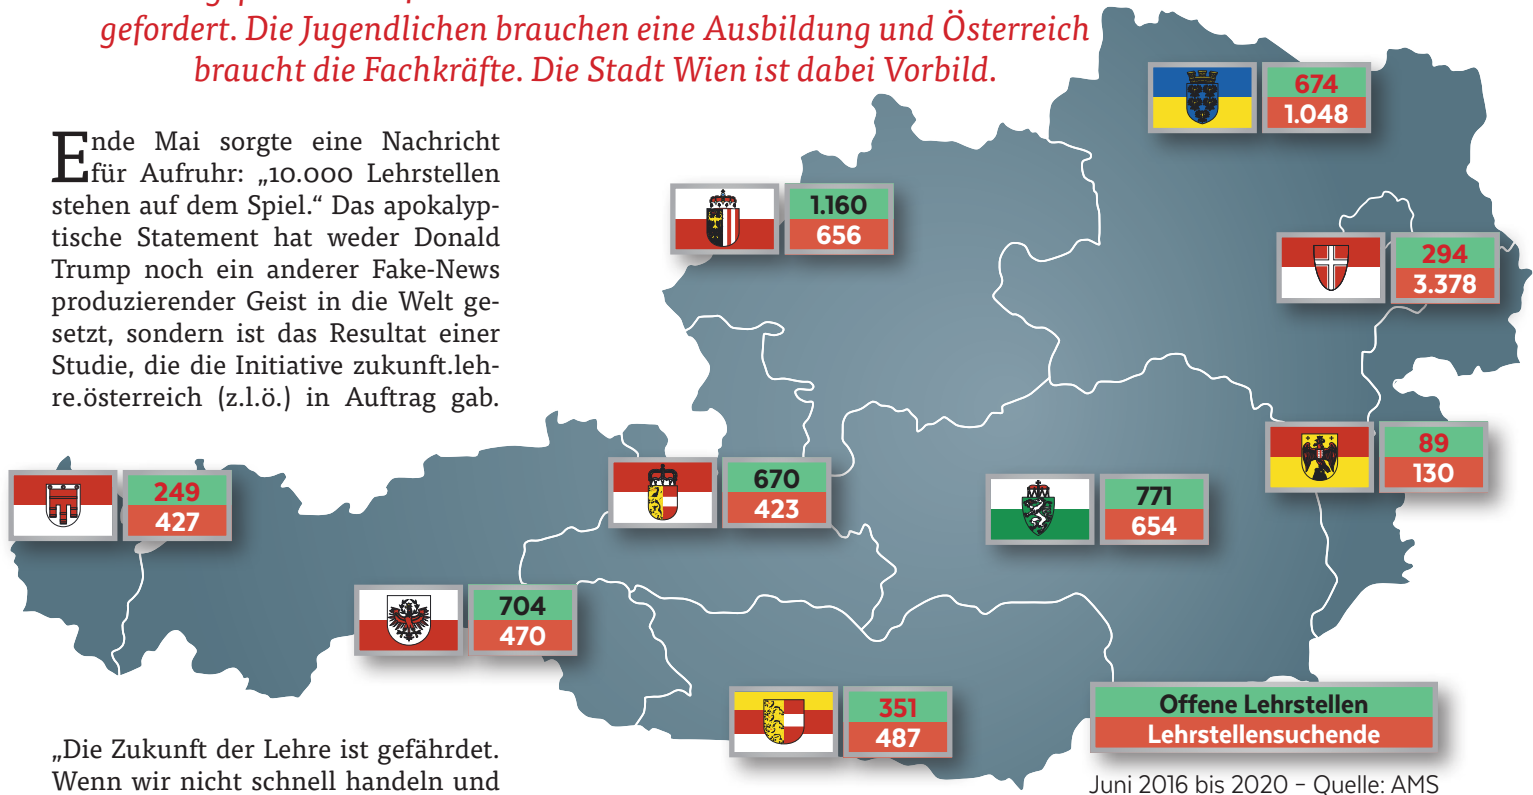 gefordert. Die Jugendlichen brauchen eine Ausbildung und Österreich
braucht die Fachkräfte. Die Stadt Wien ist dabei Vorbild.
Ende Mai sorgte eine Nachricht
für Aufruhr: „10.000 Lehrstellen
stehen auf dem Spiel.“ Das apokalyp-
tische Statement hat weder Donald
Trump noch ein anderer Fake-News
produzierender Geist in die Welt ge-
setzt, sondern ist das Resultat einer
Studie, die die Initiative zukunft.leh-
re.österreich (z.l.ö.) in Auftrag gab.
„Die Zukunft der Lehre ist gefährdet.
Wenn wir nicht schnell handeln und
674
1.048
1.160
656
294
3.378
89
130
249
427
670
423
771
654
704
470
351
487
Offene Lehrstellen
Lehrstellensuchende
Juni 2016 bis 2020 – Quelle: AMS